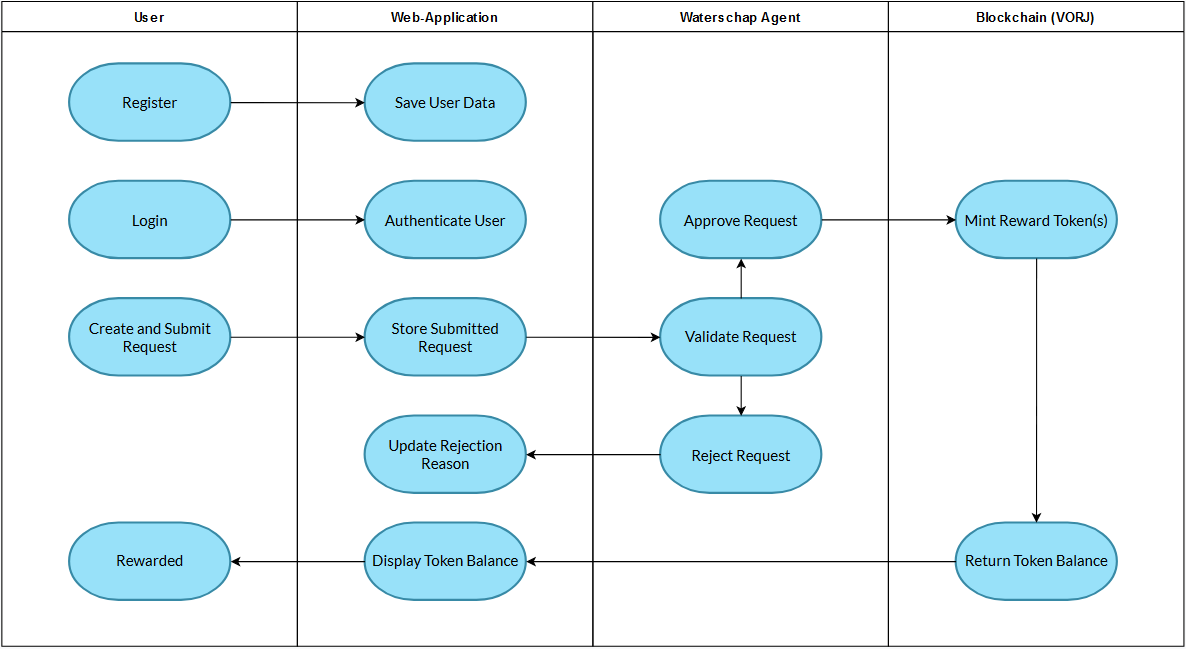 User
Web-Application
Waterschap Agent
Blockchain (VORJ)
Register
Save User Data
Login
Authenticate User
Approve Request
Mint Reward Token(s)
Create and Submit
Request
Store Submitted
Request
Validate Request
Update Rejection
Reason
Reject Request
Rewarded
Display Token Balance
Return Token Balance